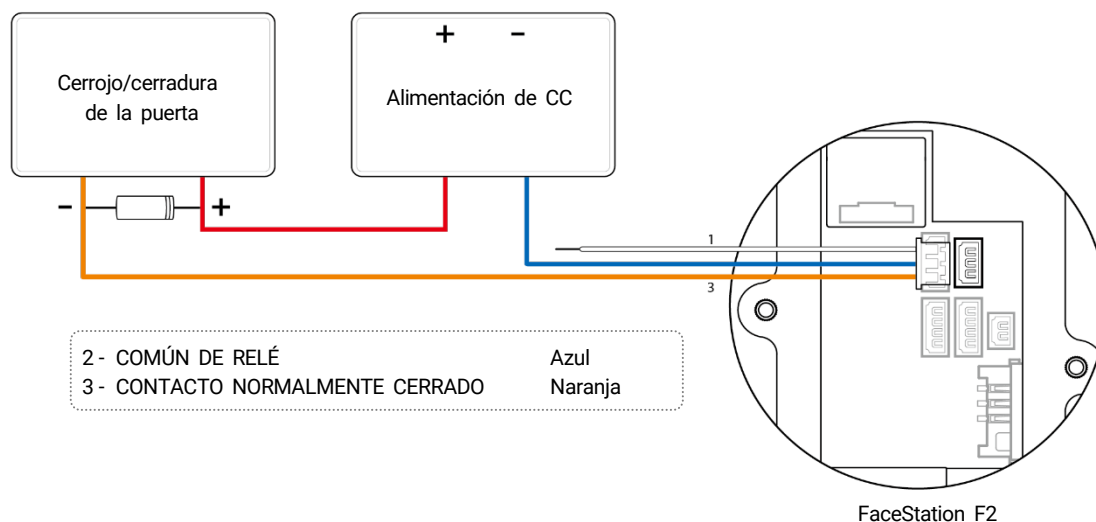 + -
Cerrojo/cerradura
de la puerta
Alimentación de CC
- +
1
3
2 - COMÚN DE RELÉ Azul
3 - CONTACTO NORMALMENTE CERRADO Naranja
FaceStation F2